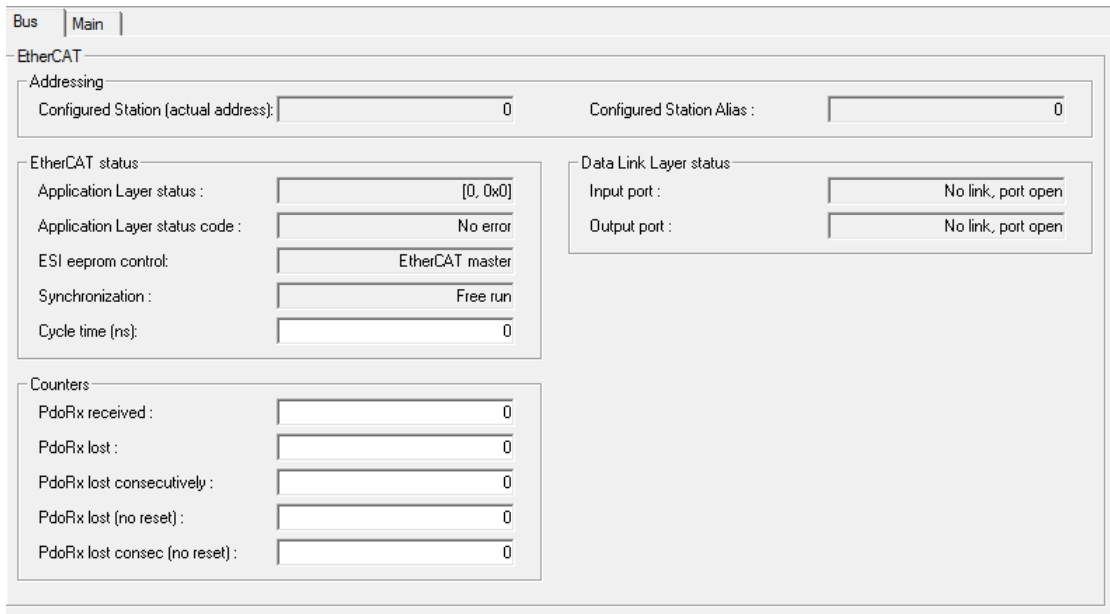 Bus Main
EtherCAT
Addressing
Configured Station (actual address): 0 Configured Station Alias : 0
EtherCAT status
Application Layer status : [0, 0x0]
Application Layer status code : No error
ESI eeprom control: EtherCAT master
Synchronization : Free run
Cycle time (ns): 0
Data Link Layer status
Input port : No link, port open
Output port : No link, port open
Counters
PdoRx received : 0
PdoRx lost : 0
PdoRx lost consecutively : 0
PdoRx lost (no reset) : 0
PdoRx lost consec (no reset) : 0